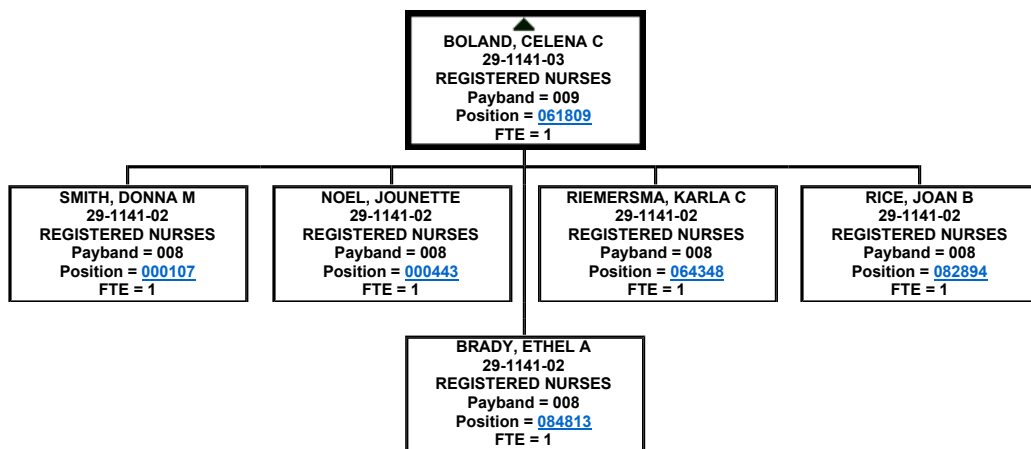 BOLAND, CELENA C
29-1141-03
REGISTERED NURSES
Payband = 009
Position = 061809
FTE = 1
SMITH, DONNA M
29-1141-02
REGISTERED NURSES
Payband = 008
Position = 000107
FTE = 1
NOEL, JOUNETTE
29-1141-02
REGISTERED NURSES
Payband = 008
Position = 000443
FTE = 1
RIEMERSMA, KARLA C
29-1141-02
REGISTERED NURSES
Payband = 008
Position = 064348
FTE = 1
RICE, JOAN B
29-1141-02
REGISTERED NURSES
Payband = 008
Position = 082894
FTE = 1
BRADY, ETHEL A
29-1141-02
REGISTERED NURSES
Payband = 008
Position = 084813
FTE = 1